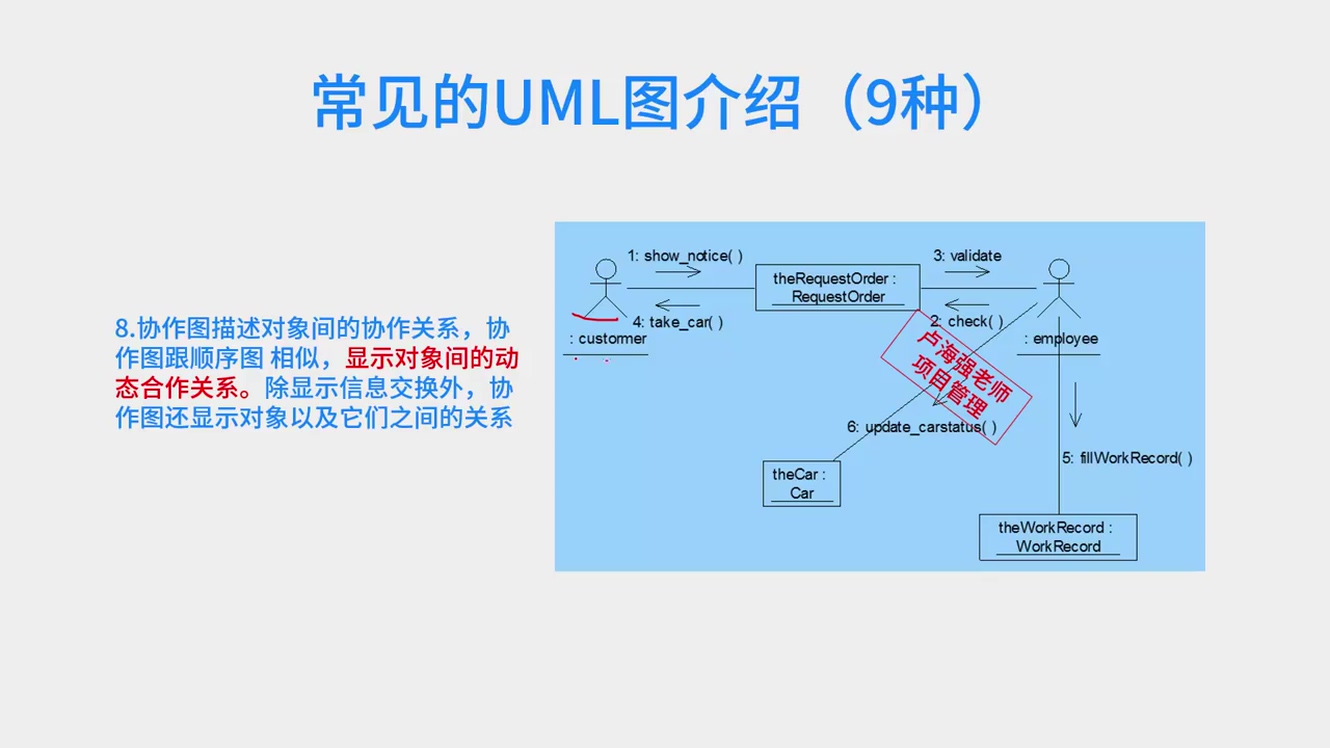 常见的UML图介绍（9种）
8.协作图描述对象间的协作关系，协
作图跟顺序图 相似，显示对象间的动
态合作关系。除显示信息交换外，协
作图还显示对象以及它们之间的关系
1: show_notice( )
theRequestOrder :
RequestOrder
3: validate
4: take_car( )
2: check( )
: customer
: employee
卢海强老师
项目管理
6: update_carstatus( )
5: fillWorkRecord( )
theCar :
Car
theWorkRecord :
WorkRecord